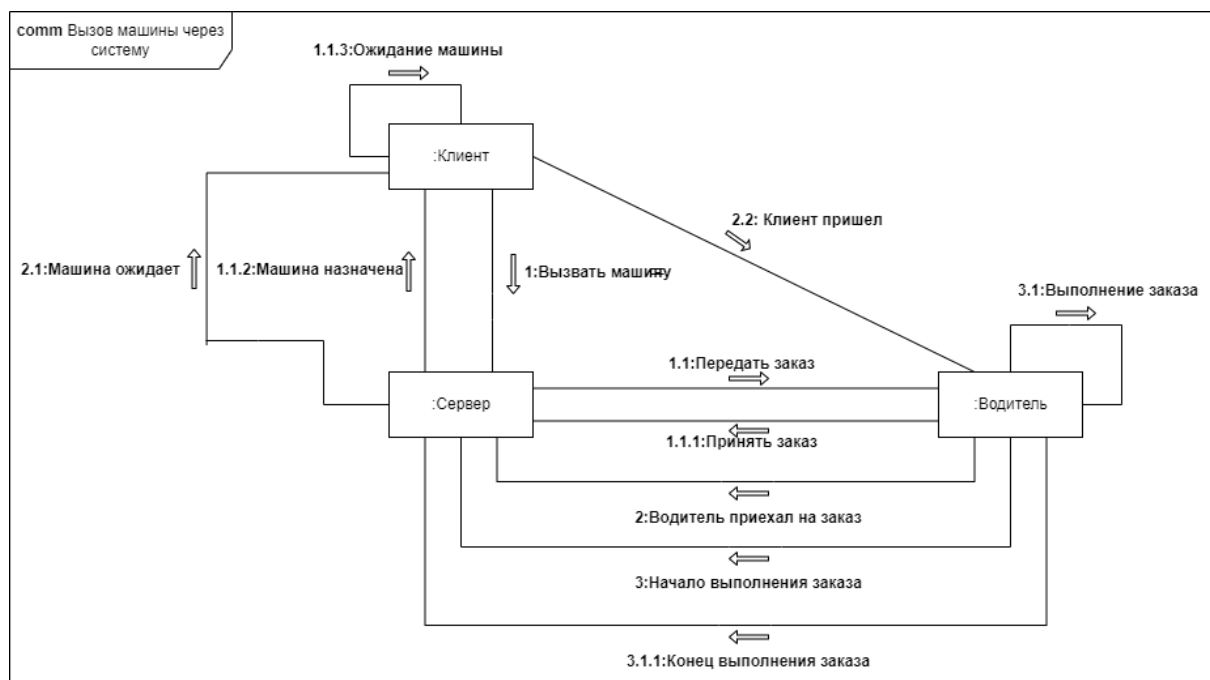 comm Вызов машины через
систему
1.1.3:Ожидание машины
:Клиент
2.2: Клиент пришел
2.1:Машина ожидает
1.1.2:Машина назначена
1:Вызвать машину
3.1:Выполнение заказа
1.1:Передать заказ
:Сервер
:Водитель
1.1.1:Принять заказ
2:Водитель приехал на заказ
3:Начало выполнения заказа
3.1.1:Конец выполнения заказа